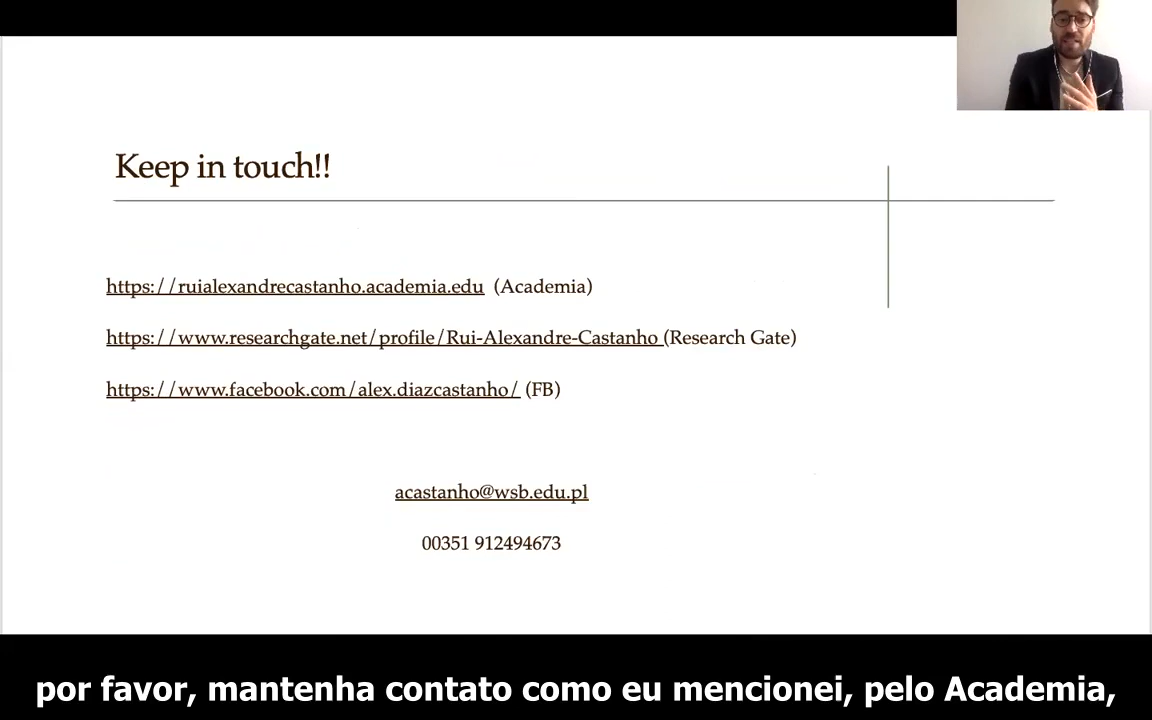 Keep in touch!!
https://ruialexandrecastanho.academia.edu (Academia)
https://www.researchgate.net/profile/Rui-Alexandre-Castanho (Research Gate)
https://www.facebook.com/alex.diazcastanho/ (FB)
acastanho@wsb.edu.pl
00351 912494673
por favor, mantenha contato como eu mencionei, pelo Academia,